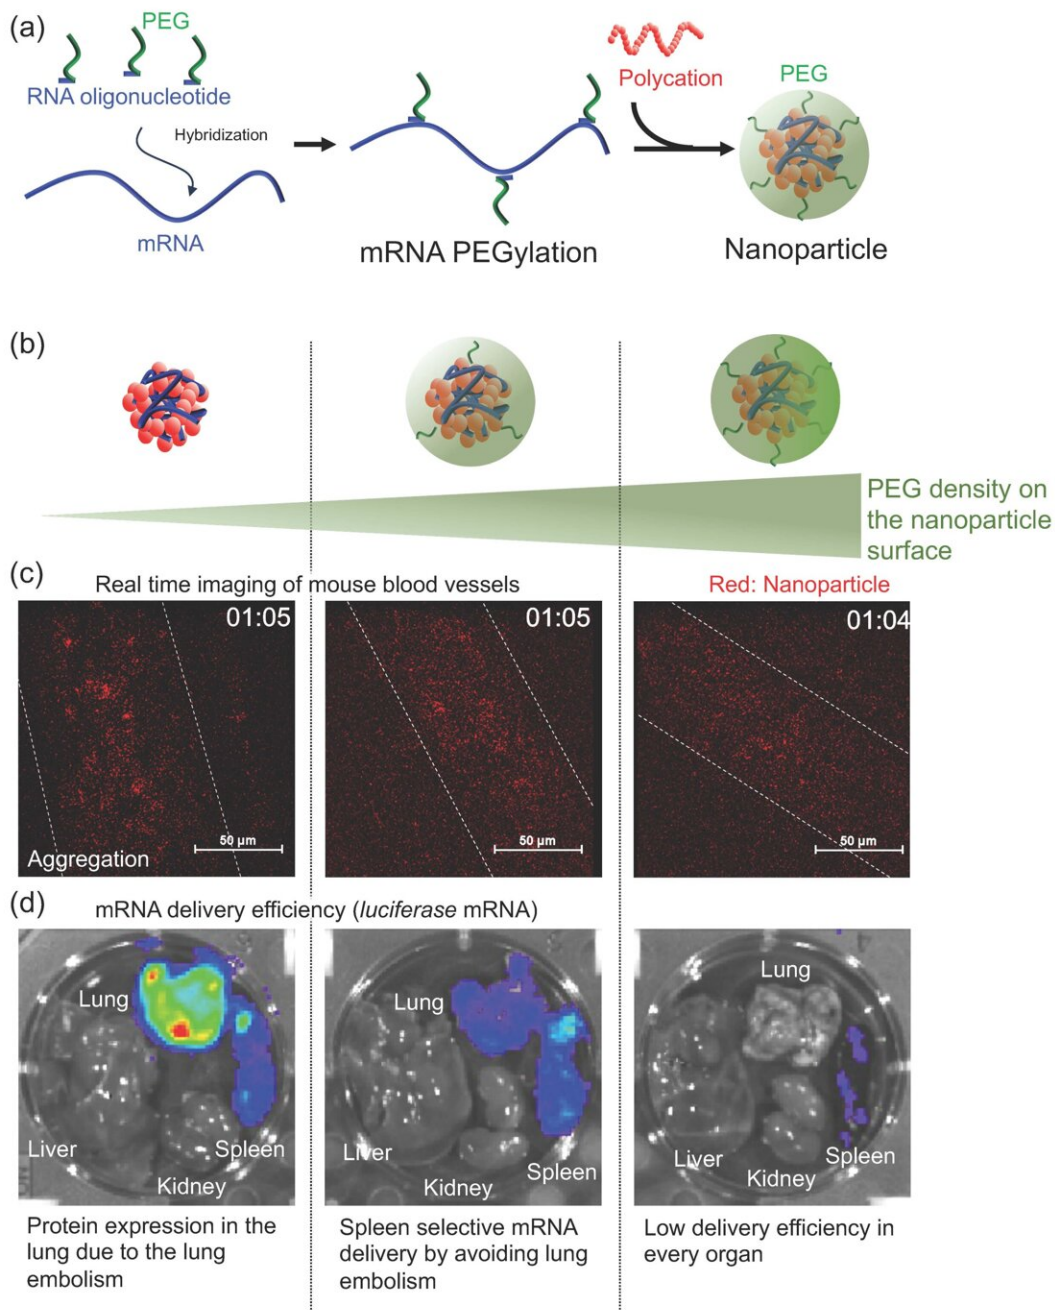 (a)
PEG
RNA oligonucleotide
Hybridization
mRNA
mRNA PEGylation
Polycation
PEG
Nanoparticle
(b)
PEG density on
the nanoparticle
surface
(c)
Real time imaging of mouse blood vessels
Red: Nanoparticle
01:05
50 µm
Aggregation
01:05
50 µm
01:04
50 µm
(d)
mRNA delivery efficiency (luciferase mRNA)
Lung
Liver
Kidney
Spleen
Lung
Liver
Kidney
Spleen
Lung
Liver
Kidney
Spleen
Protein expression in the
lung due to the lung
embolism
Spleen selective mRNA
delivery by avoiding lung
embolism
Low delivery efficiency in
every organ